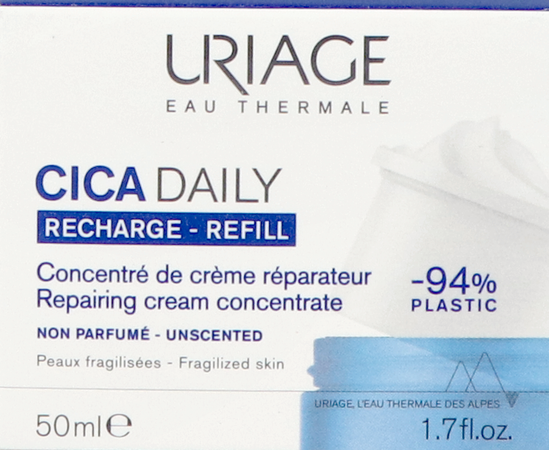 URIAGE
EAU THERMALE
CICA DAILY
RECHARGE - REFILL
Concentré de crème réparateur
Repairing cream concentrate
-94%
PLASTIC
NON PARFUMÉ - UNSCENTED
Peaux fragilisées - Fragilized skin
URIAGE, L'EAU THERMALE DES ALPES
50ml℮
1.7fl.oz.